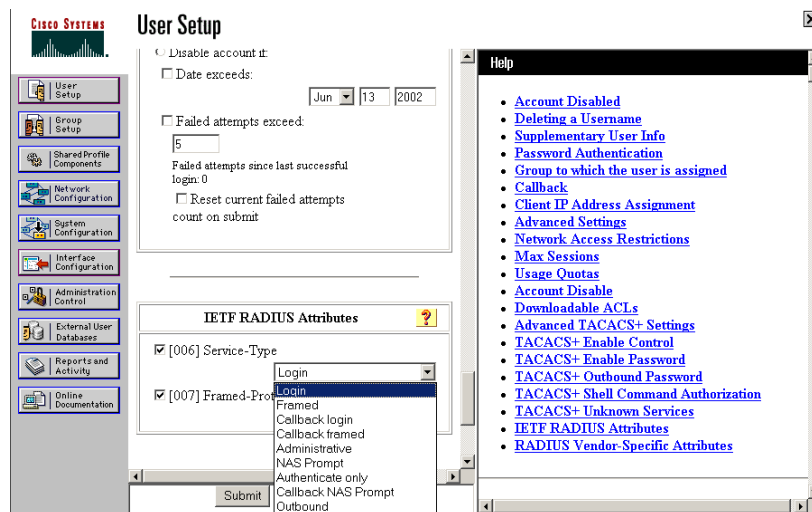 CISCO SYSTEMS
User Setup
User
Setup
Group
Setup
Shared Profile
Components
Network
Configuration
System
Configuration
Interface
Configuration
Administration
Control
External User
Databases
Reports and
Activity
Online
Documentation
Disable account if:
Date exceeds:
Jun 13 2002
Failed attempts exceed:
5
Failed attempts since last successful
login: 0
Reset current failed attempts
count on submit
IETF RADIUS Attributes
?
[006] Service-Type
Login
[007] Framed-Prot
Login
Framed
Callback login
Callback framed
Administrative
NAS Prompt
Authenticate only
Callback NAS Prompt
Outbound
Submit
Help
Account Disabled
Deleting a Username
Supplementary User Info
Password Authentication
Group to which the user is assigned
Callback
Client IP Address Assignment
Advanced Settings
Network Access Restrictions
Max Sessions
Usage Quotas
Account Disable
Downloadable ACLs
Advanced TACACS+ Settings
TACACS+ Enable Control
TACACS+ Enable Password
TACACS+ Outbound Password
TACACS+ Shell Command Authorization
TACACS+ Unknown Services
IETF RADIUS Attributes
RADIUS Vendor-Specific Attributes